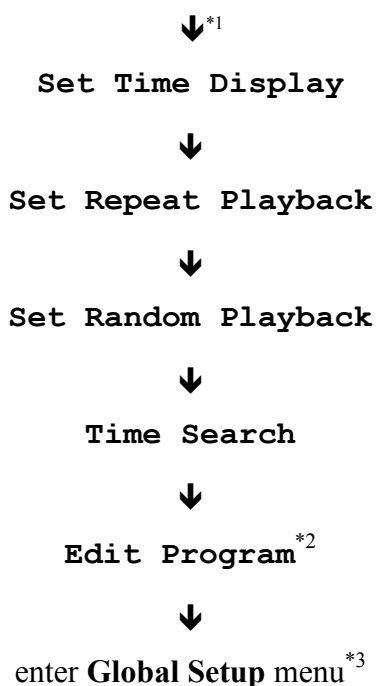 ↓*1
Set Time Display
↓
Set Repeat Playback
↓
Set Random Playback
↓
Time Search
↓
Edit Program*2
↓
enter Global Setup menu*3